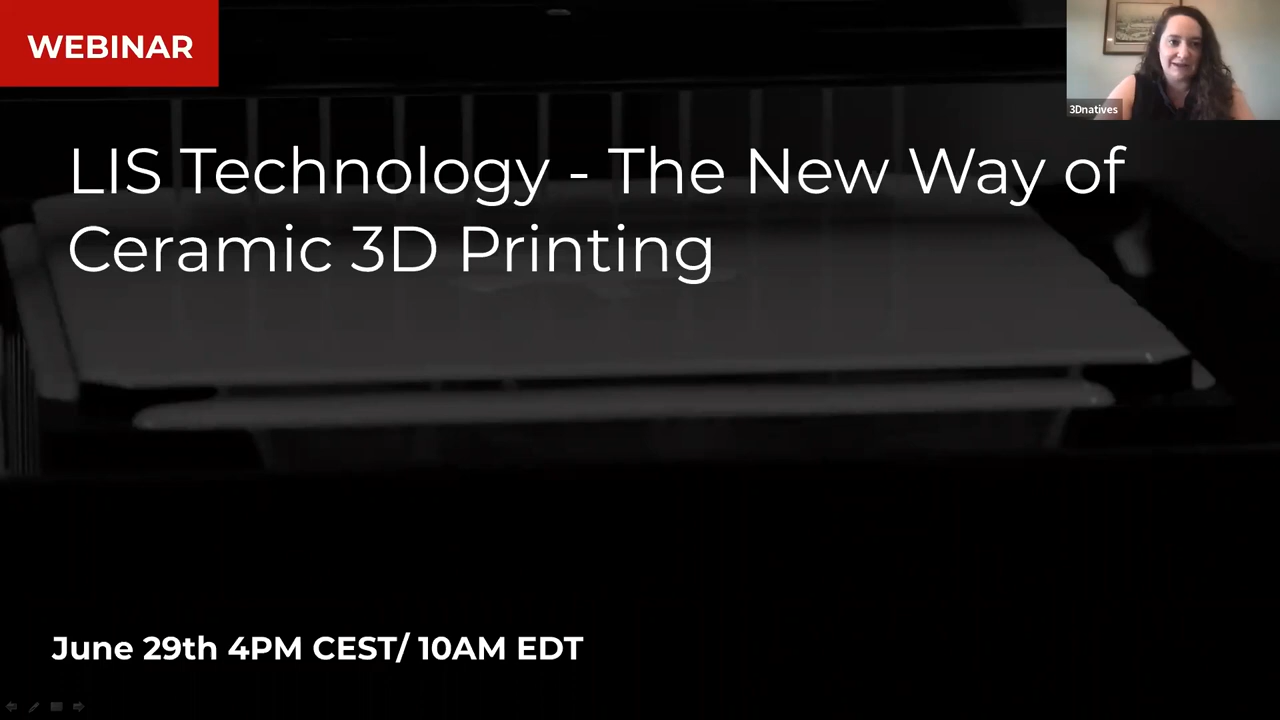 WEBINAR
3Dnatives
LIS Technology - The New Way of
Ceramic 3D Printing
June 29th 4PM CEST/ 10AM EDT